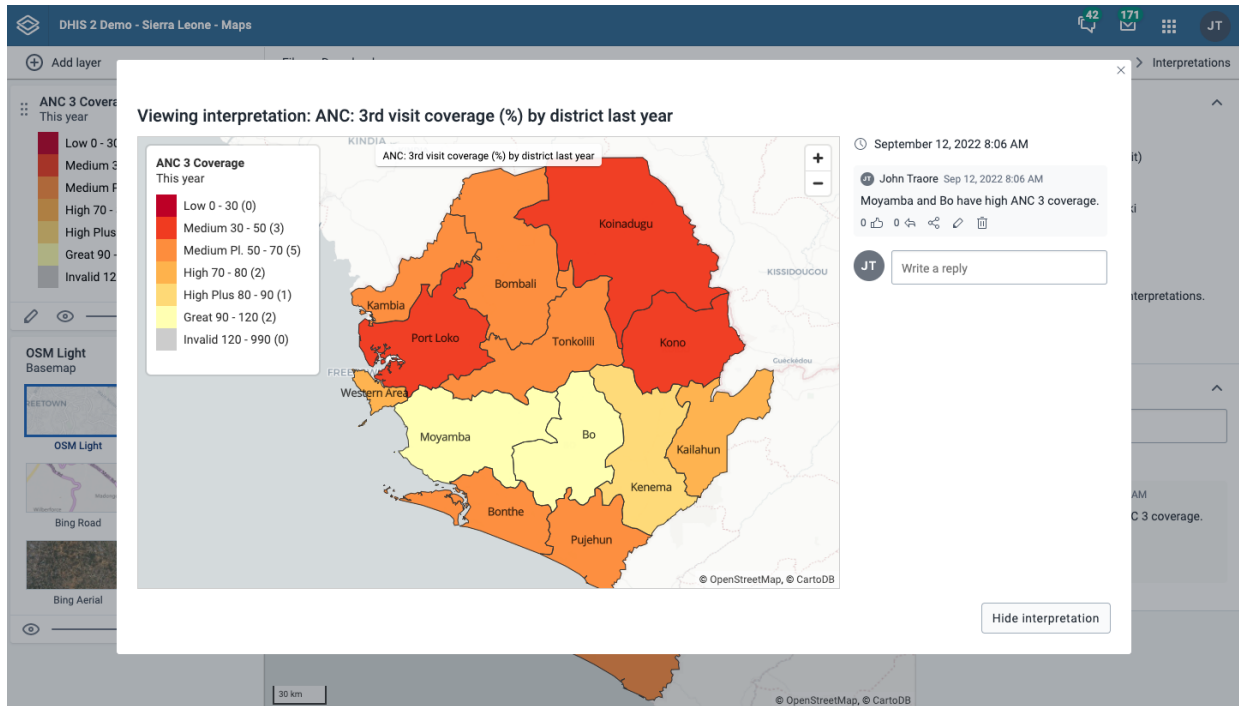 DHIS 2 Demo - Sierra Leone - Maps
42
171
JT
Add layer
Interpretations
ANC 3 Covera
This year
Low 0 - 30
Medium 3
Medium P
High 70 -
High Plus
Great 90 -
Invalid 12
OSM Light
Basemap
REETOWN
OSM Light
Bing Road
Bing Aerial
Viewing interpretation: ANC: 3rd visit coverage (%) by district last year
KINDIA
ANC: 3rd visit coverage (%) by district last year
ANC 3 Coverage
This year
Low 0 - 30 (0)
Medium 30 - 50 (3)
Medium Pl. 50 - 70 (5)
High 70 - 80 (2)
High Plus 80 - 90 (1)
Great 90 - 120 (2)
Invalid 120 - 990 (0)
+
−
Koinadugu
KISSIDOUGOU
Bombali
Kambia
Port Loko
Tonkolili
Kono
Guéckédou
Western Area
Moyamba
Bo
Kailahun
Kenema
Bonthe
Pujehun
© OpenStreetMap, © CartoDB
September 12, 2022 8:06 AM
JT John Traore Sep 12, 2022 8:06 AM
Moyamba and Bo have high ANC 3 coverage.
0 0
JT Write a reply
Hide interpretation
it)
ki
nterpretations.
AM
C 3 coverage.
30 km
© OpenStreetMap, © CartoDB